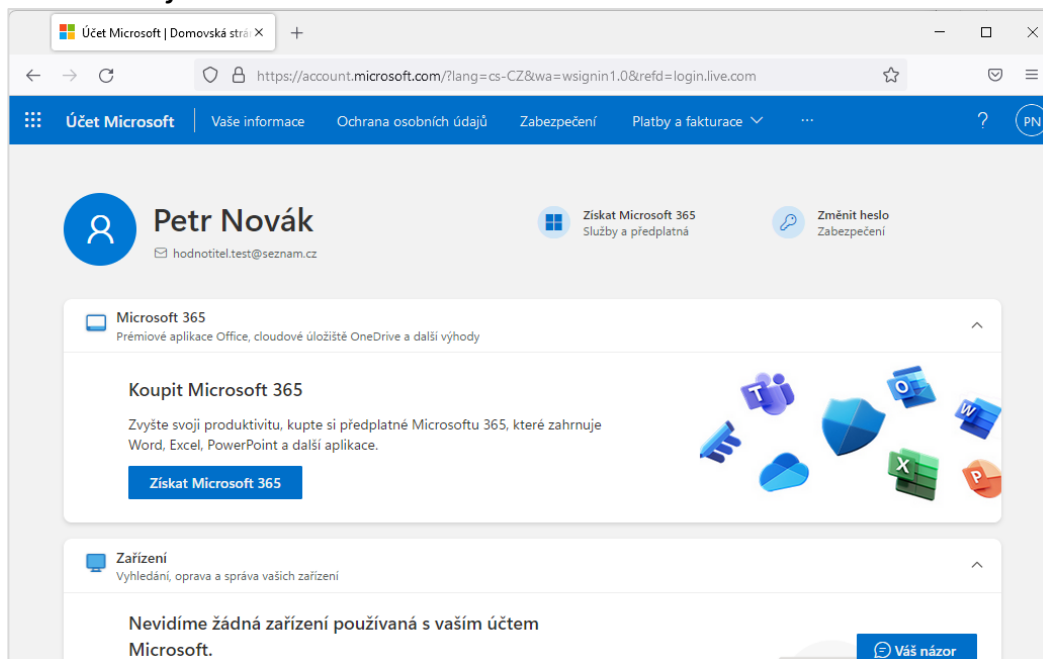 Účet Microsoft | Domovská strá
https://account.microsoft.com/?lang=cs-CZ&wa=wsignin1.0&refd=login.live.com
Účet Microsoft Vaše informace Ochrana osobních údajů Zabezpečení Platby a fakturace ... ? PN
Petr Novák
hodnotitel.test@seznam.cz
Získat Microsoft 365
Služby a předplatná
Změnit heslo
Zabezpečení
Microsoft 365
Prémiové aplikace Office, cloudové úložiště OneDrive a další výhody
Koupit Microsoft 365
Zvyšte svoji produktivitu, kupte si předplatné Microsoftu 365, které zahrnuje
Word, Excel, PowerPoint a další aplikace.
Získat Microsoft 365
Zařízení
Vyhledání, oprava a správa vašich zařízení
Nevidíme žádná zařízení používaná s vaším účtem
Microsoft.
Váš názor